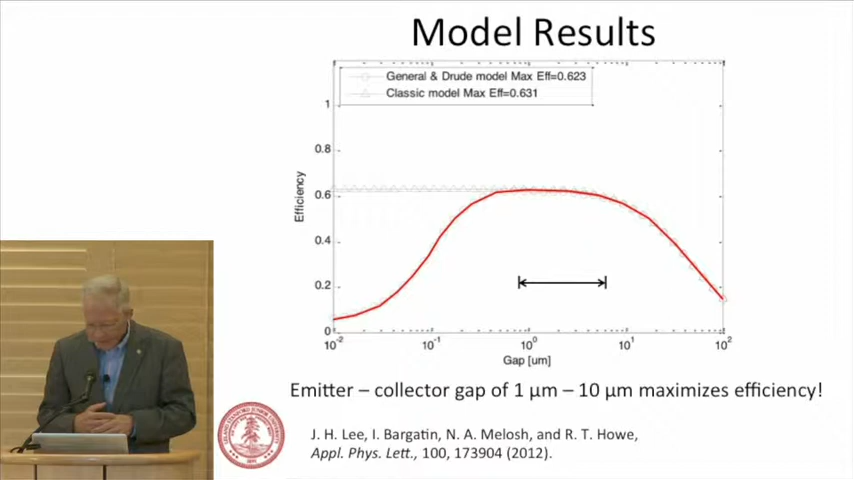 Model Results
General & Drude model Max Eff=0.623
Classic model Max Eff=0.631
1
0.8
0.6
0.4
0.2
0
Efficiency
10⁻² 10⁻¹ 10⁰ 10¹ 10²
Gap [um]
Emitter – collector gap of 1 μm – 10 μm maximizes efficiency!
J. H. Lee, I. Bargatin, N. A. Melosh, and R. T. Howe,
Appl. Phys. Lett., 100, 173904 (2012).